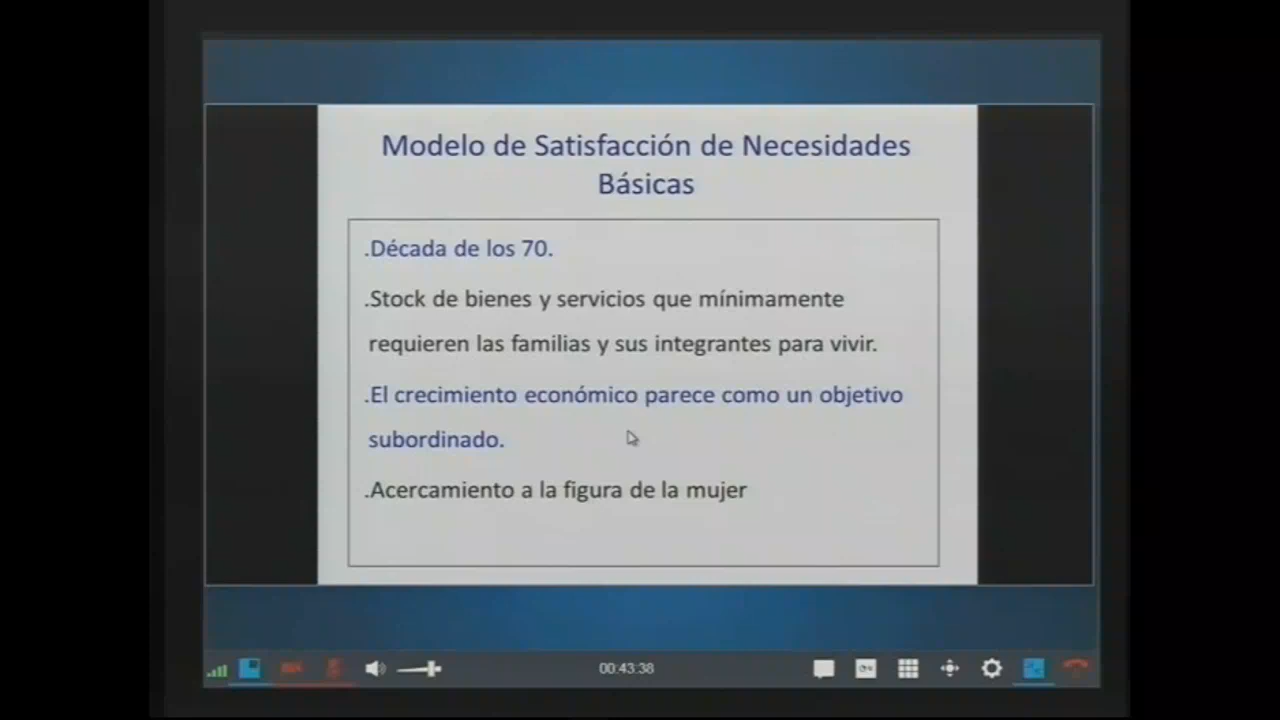 Modelo de Satisfacción de Necesidades
Básicas
.Década de los 70.
.Stock de bienes y servicios que mínimamente
requieren las familias y sus integrantes para vivir.
.El crecimiento económico parece como un objetivo
subordinado.
.Acercamiento a la figura de la mujer
00:43:38